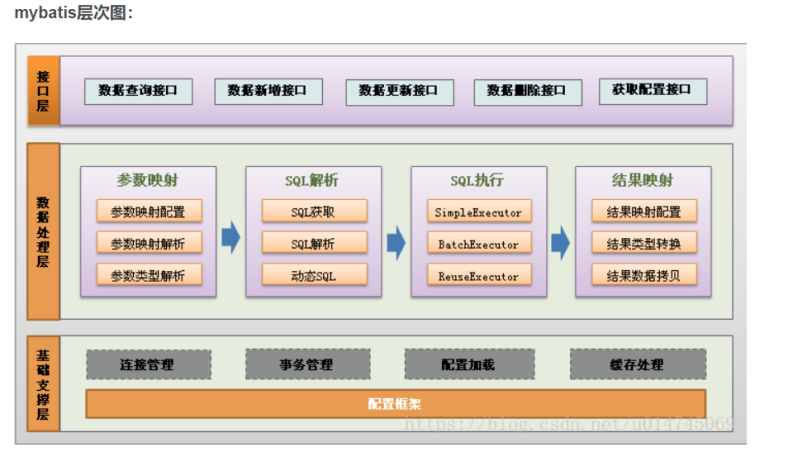 mybatis层次图:
接口层
数据查询接口
数据新增接口
数据更新接口
数据删除接口
获取配置接口
数据处理层
参数映射
参数映射配置
参数映射解析
参数类型解析
SQL解析
SQL获取
SQL解析
动态SQL
SQL执行
SimpleExecutor
BatchExecutor
ReuseExecutor
结果映射
结果映射配置
结果类型转换
结果数据拷贝
基础支撑层
连接管理
事务管理
配置加载
缓存处理
配置框架
https://blog.csdn.net/u014745069